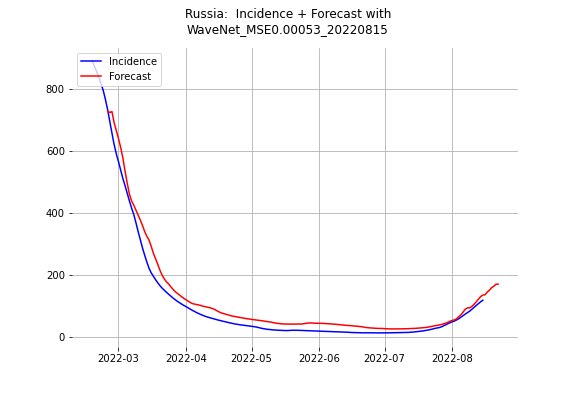 Russia:  Incidence + Forecast with
WaveNet_MSE0.00053_20220815
Incidence
Forecast
800
600
400
200
0
2022-03 2022-04 2022-05 2022-06 2022-07 2022-08